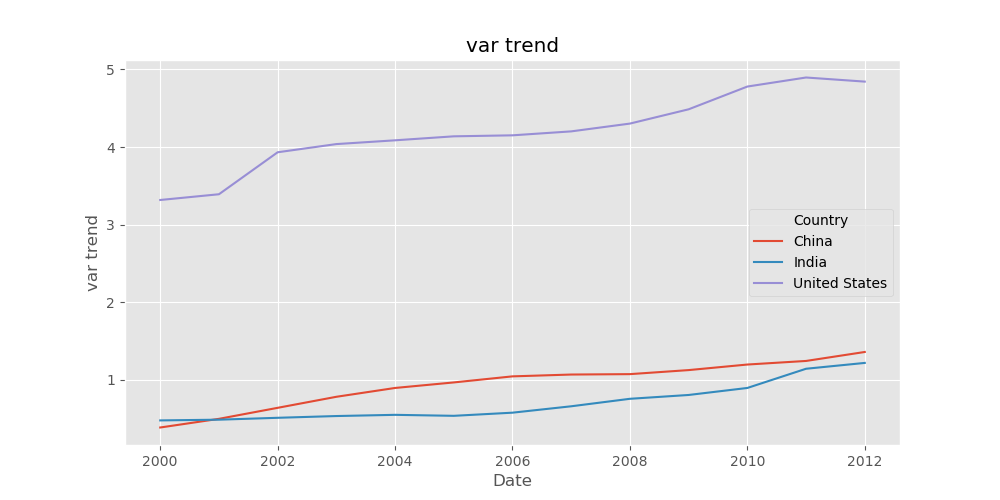 var trend
5
4
3
2
1
var trend
Country
China
India
United States
2000 2002 2004 2006 2008 2010 2012
Date